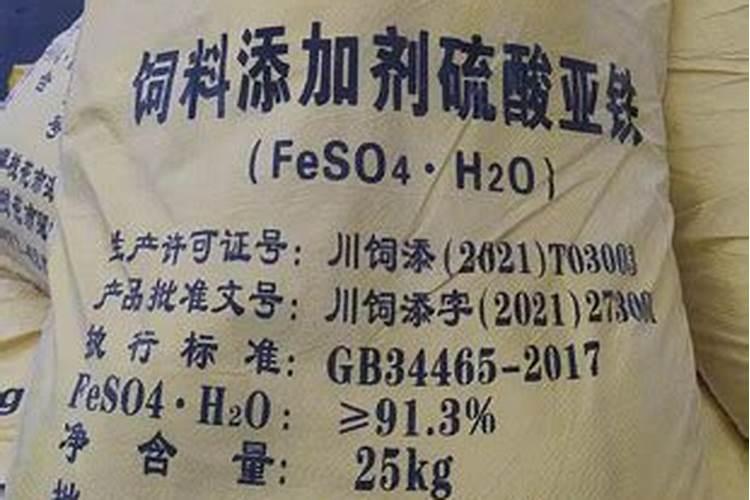 饲料添加剂硫酸亚铁
(FeSO4·H2O)
生产许可证号: 川饲添(2021)T03003
产品批准文号: 川饲添字(2021)273001
执行标准: GB34465-2017
FeSO4·H2O: ≥91.3%
净含量: 25kg